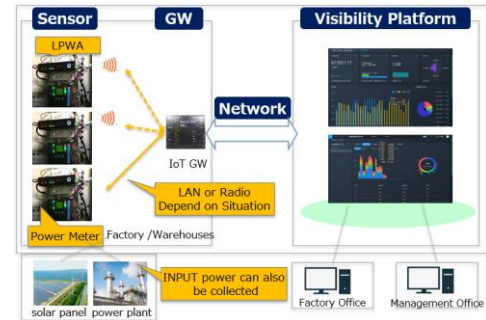 Sensor
GW
Visibility Platform
LPWA
Network
IoT GW
LAN or Radio
Depend on Situation
Power Meter
Factory /Warehouses
INPUT power can also
be collected
solar panel
power plant
Factory Office
Management Office